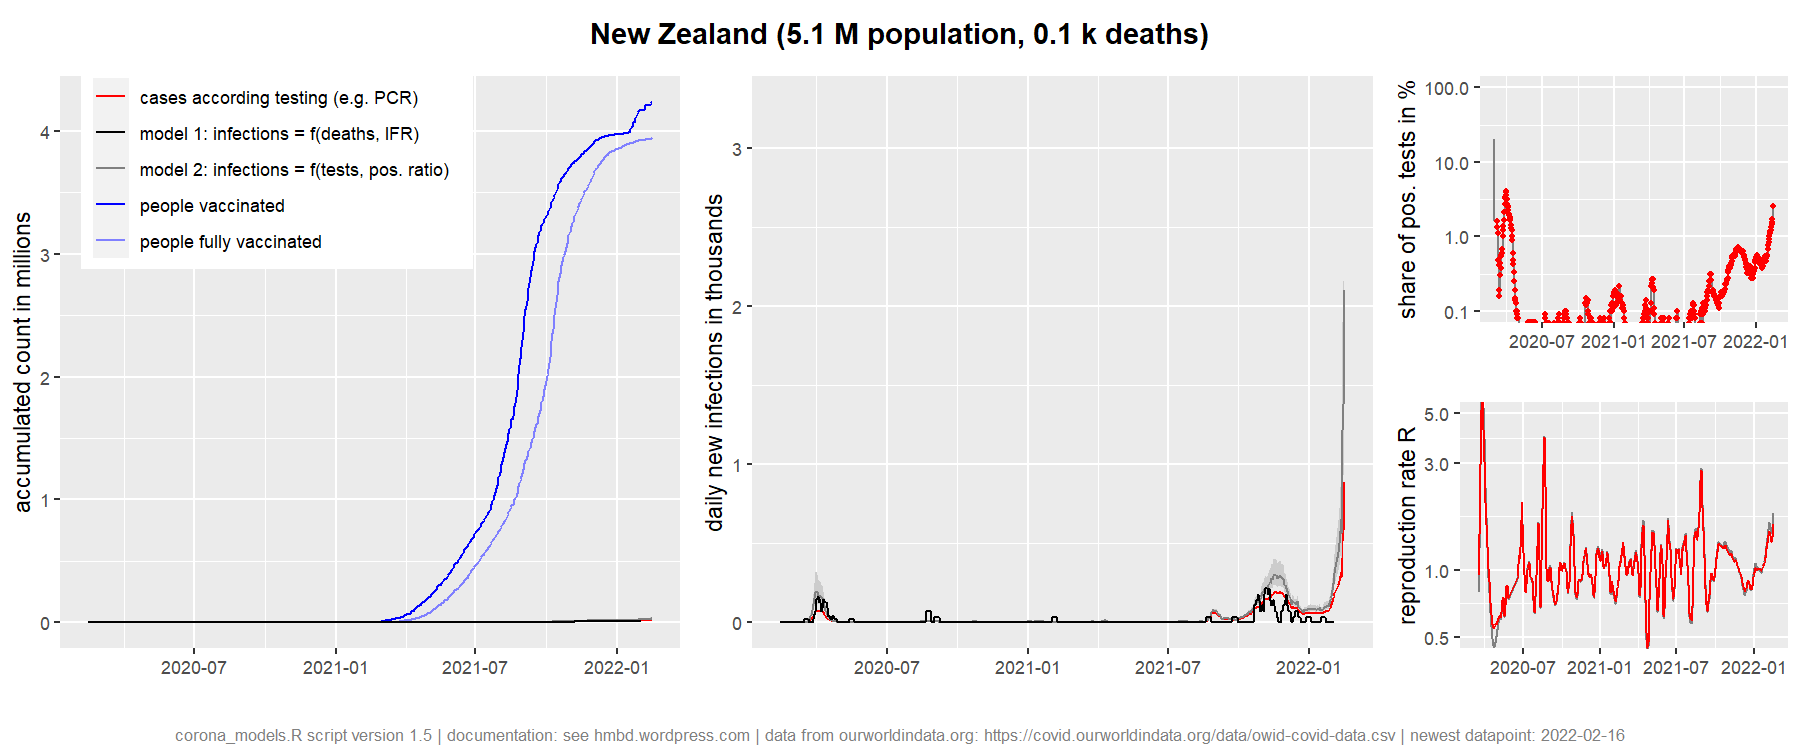 New Zealand (5.1 M population, 0.1 k deaths)
accumulated count in millions
4
3
2
1
0
cases according testing (e.g. PCR)
model 1: infections = f(deaths, IFR)
model 2: infections = f(tests, pos. ratio)
people vaccinated
people fully vaccinated
2020-07 2021-01 2021-07 2022-01
daily new infections in thousands
3
2
1
0
2020-07 2021-01 2021-07 2022-01
share of pos. tests in %
100.0
10.0
1.0
0.1
2020-07 2021-01 2021-07 2022-01
reproduction rate R
5.0
3.0
1.0
0.5
2020-07 2021-01 2021-07 2022-01
corona_models.R script version 1.5 | documentation: see hmbd.wordpress.com | data from ourworldindata.org: https://covid.ourworldindata.org/data/owid-covid-data.csv | newest datapoint: 2022-02-16